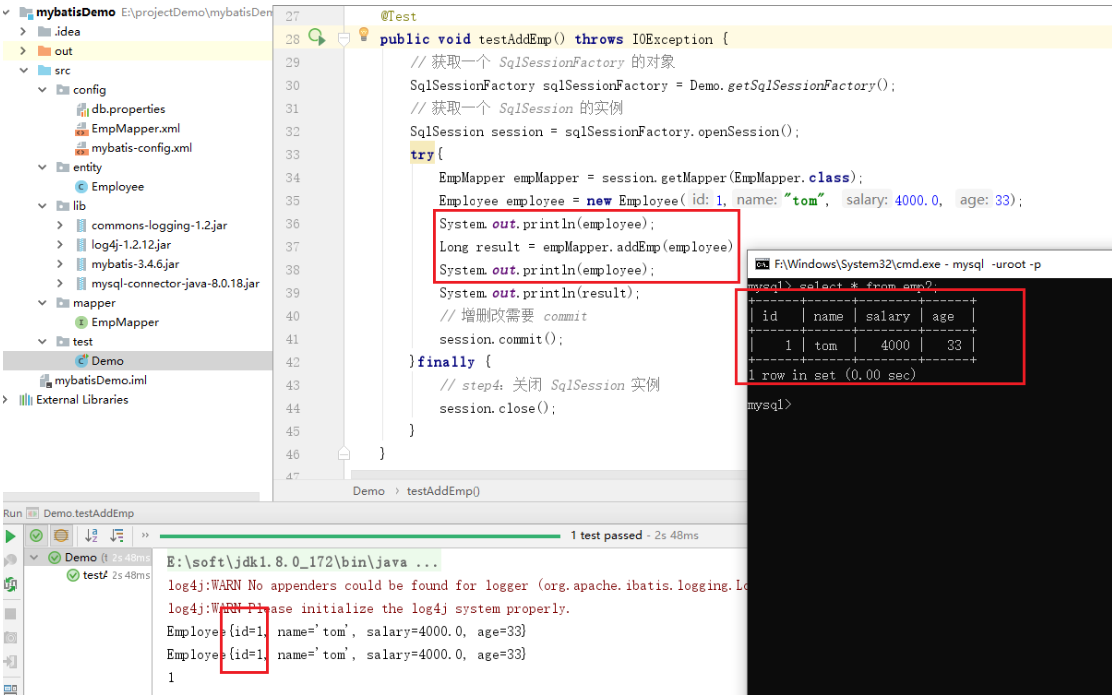 mybatisDemo E:\projectDemo\mybatisDem
.idea
out
src
config
db.properties
EmpMapper.xml
mybatis-config.xml
entity
Employee
lib
commons-logging-1.2.jar
log4j-1.2.12.jar
mybatis-3.4.6.jar
mysql-connector-java-8.0.18.jar
mapper
EmpMapper
test
Demo
mybatisDemo.iml
External Libraries
27 @Test
28 public void testAddEmp() throws IOException {
29 // 获取一个 SqlSessionFactory 的对象
30 SqlSessionFactory sqlSessionFactory = Demo.getSqlSessionFactory();
31 // 获取一个 SqlSession 的实例
32 SqlSession session = sqlSessionFactory.openSession();
33 try{
34 EmpMapper empMapper = session.getMapper(EmpMapper.class);
35 Employee employee = new Employee( id: 1, name: "tom", salary: 4000.0, age: 33);
36 System.out.println(employee);
37 Long result = empMapper.addEmp(employee)
38 System.out.println(employee);
39 System.out.println(result);
40 // 增删改需要 commit
41 session.commit();
42 }finally {
43 // step4: 关闭 SqlSession 实例
44 session.close();
45 }
46 }
47
Demo › testAddEmp()
F:\Windows\System32\cmd.exe - mysql -uroot -p
mysql> select * from emp2;
+------+------+--------+------+
| id | name | salary | age |
+------+------+--------+------+
| 1 | tom | 4000 | 33 |
+------+------+--------+------+
1 row in set (0.00 sec)
mysql>
Run Demo.testAddEmp
1 test passed - 2s 48ms
Demo (t 2s 48ms
testA 2s 48ms
E:\soft\jdk1.8.0_172\bin\java ...
log4j:WARN No appenders could be found for logger (org.apache.ibatis.logging.Lo
log4j:WARN Please initialize the log4j system properly.
Employee{id=1, name='tom', salary=4000.0, age=33}
Employee{id=1, name='tom', salary=4000.0, age=33}
1